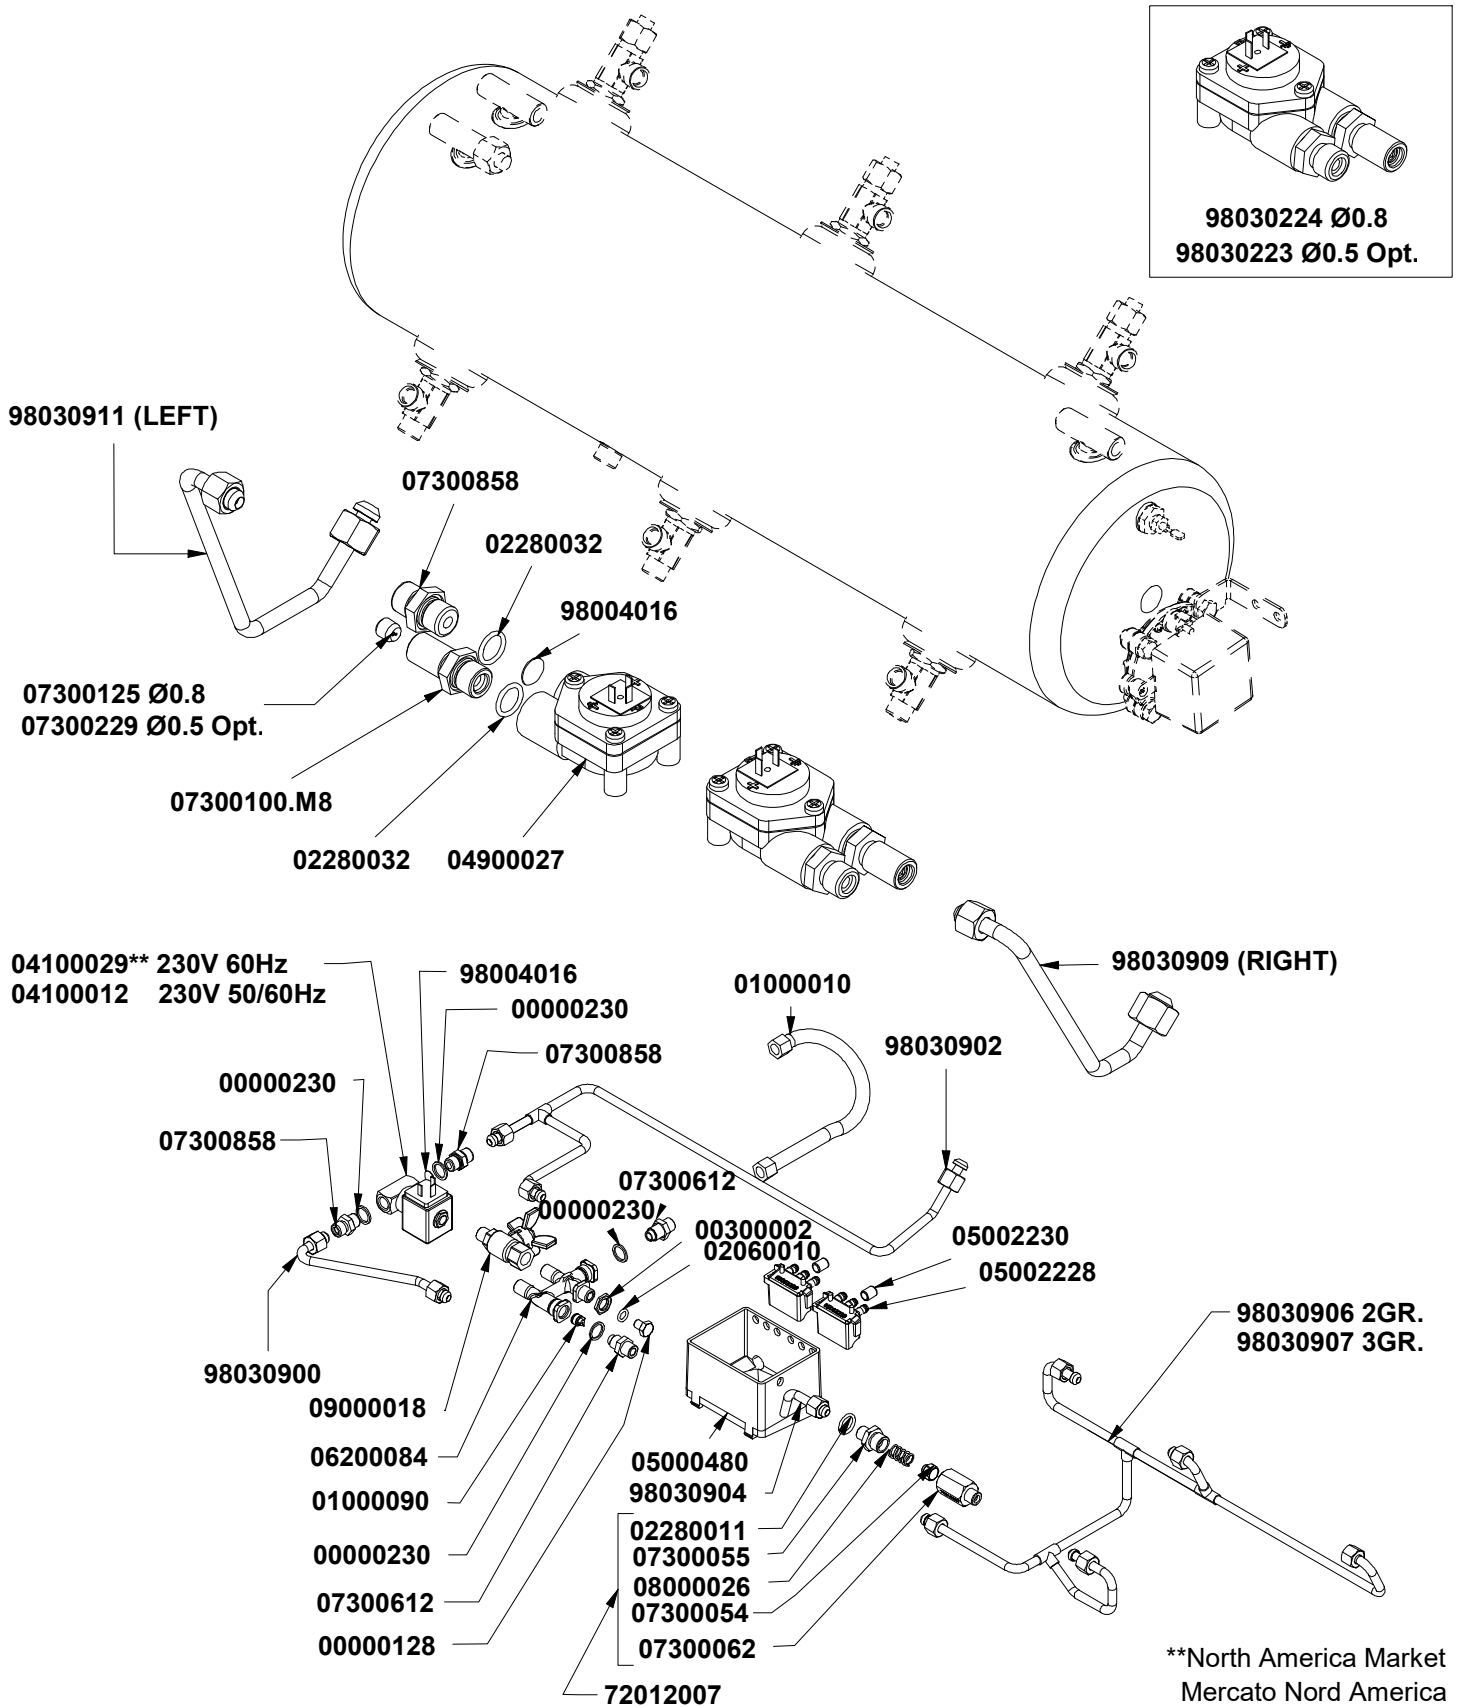 98030224 Ø0.8
98030223 Ø0.5 Opt.
98030911 (LEFT)
07300858
02280032
98004016
07300125 Ø0.8
07300229 Ø0.5 Opt.
07300100.M8
02280032 04900027
04100029** 230V 60Hz
04100012 230V 50/60Hz
98004016
00000230
07300858
00000230
07300858
01000010
98030902
98030909 (RIGHT)
07300612
00000230
00300002
02060010
05002230
05002228
98030906 2GR.
98030907 3GR.
98030900
09000018
06200084
01000090
00000230
07300612
00000128
05000480
98030904
02280011
07300055
08000026
07300054
07300062
72012007
**North America Market
Mercato Nord America